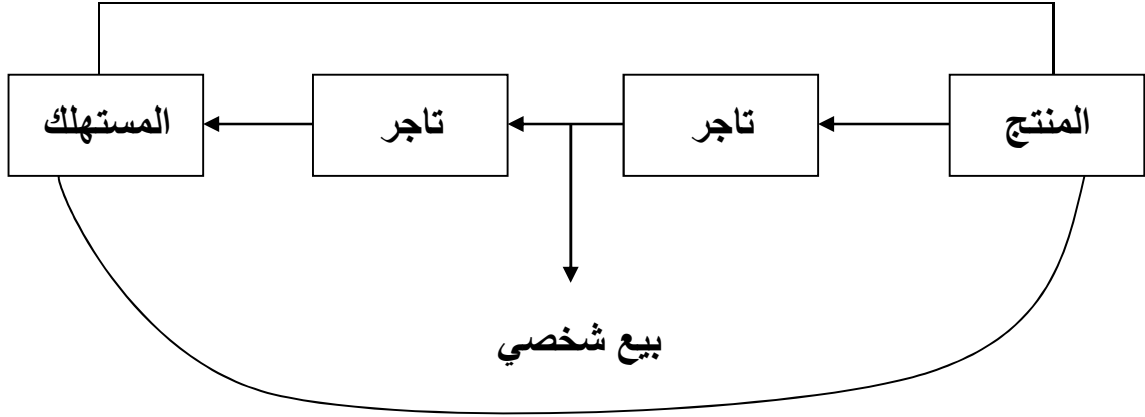 المنتج
تاجر
تاجر
المستهلك
بيع شخصي